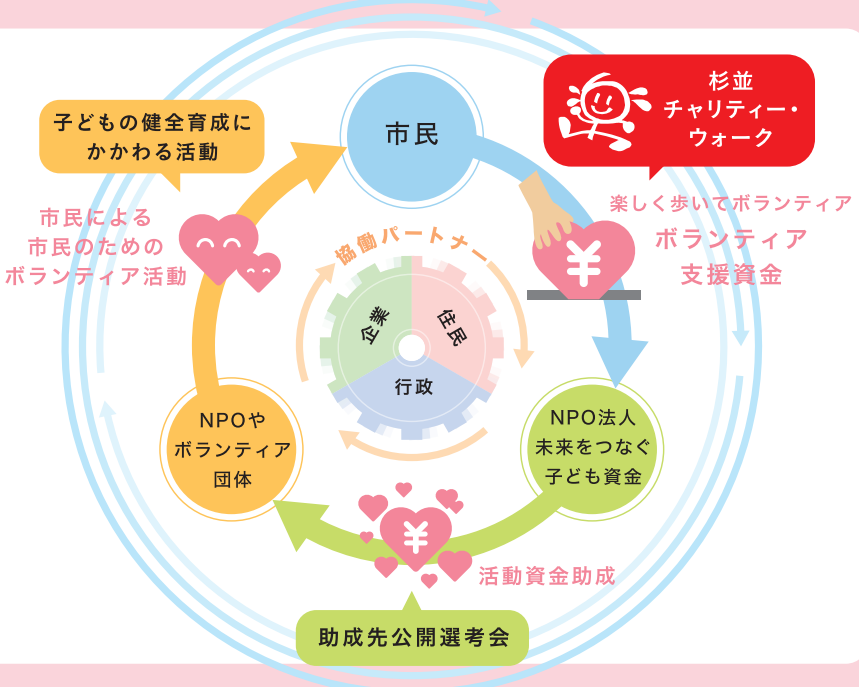 市民
杉並
チャリティー・
ウォーク
楽しく歩いてボランティア
ボランティア
支援資金
¥
NPO法人
未来をつなぐ
子ども資金
¥
活動資金助成
助成先公開選考会
NPOや
ボランティア
団体
子どもの健全育成に
かかわる活動
市民による
市民のための
ボランティア活動
協働パートナー
企業
住民
行政